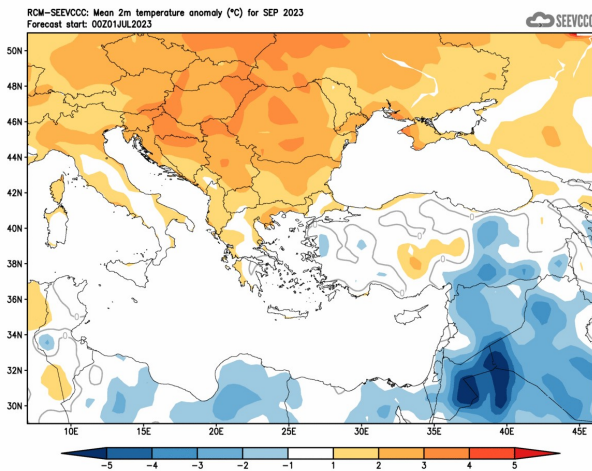 RCM-SEEVCCC: Mean 2m temperature anomaly (°C) for SEP 2023
Forecast start: 00Z01JUL2023
SEEVCCC
50N
48N
46N
44N
42N
40N
38N
36N
34N
32N
30N
10E 15E 20E 25E 30E 35E 40E 45E
-5 -4 -3 -2 -1 1 2 3 4 5